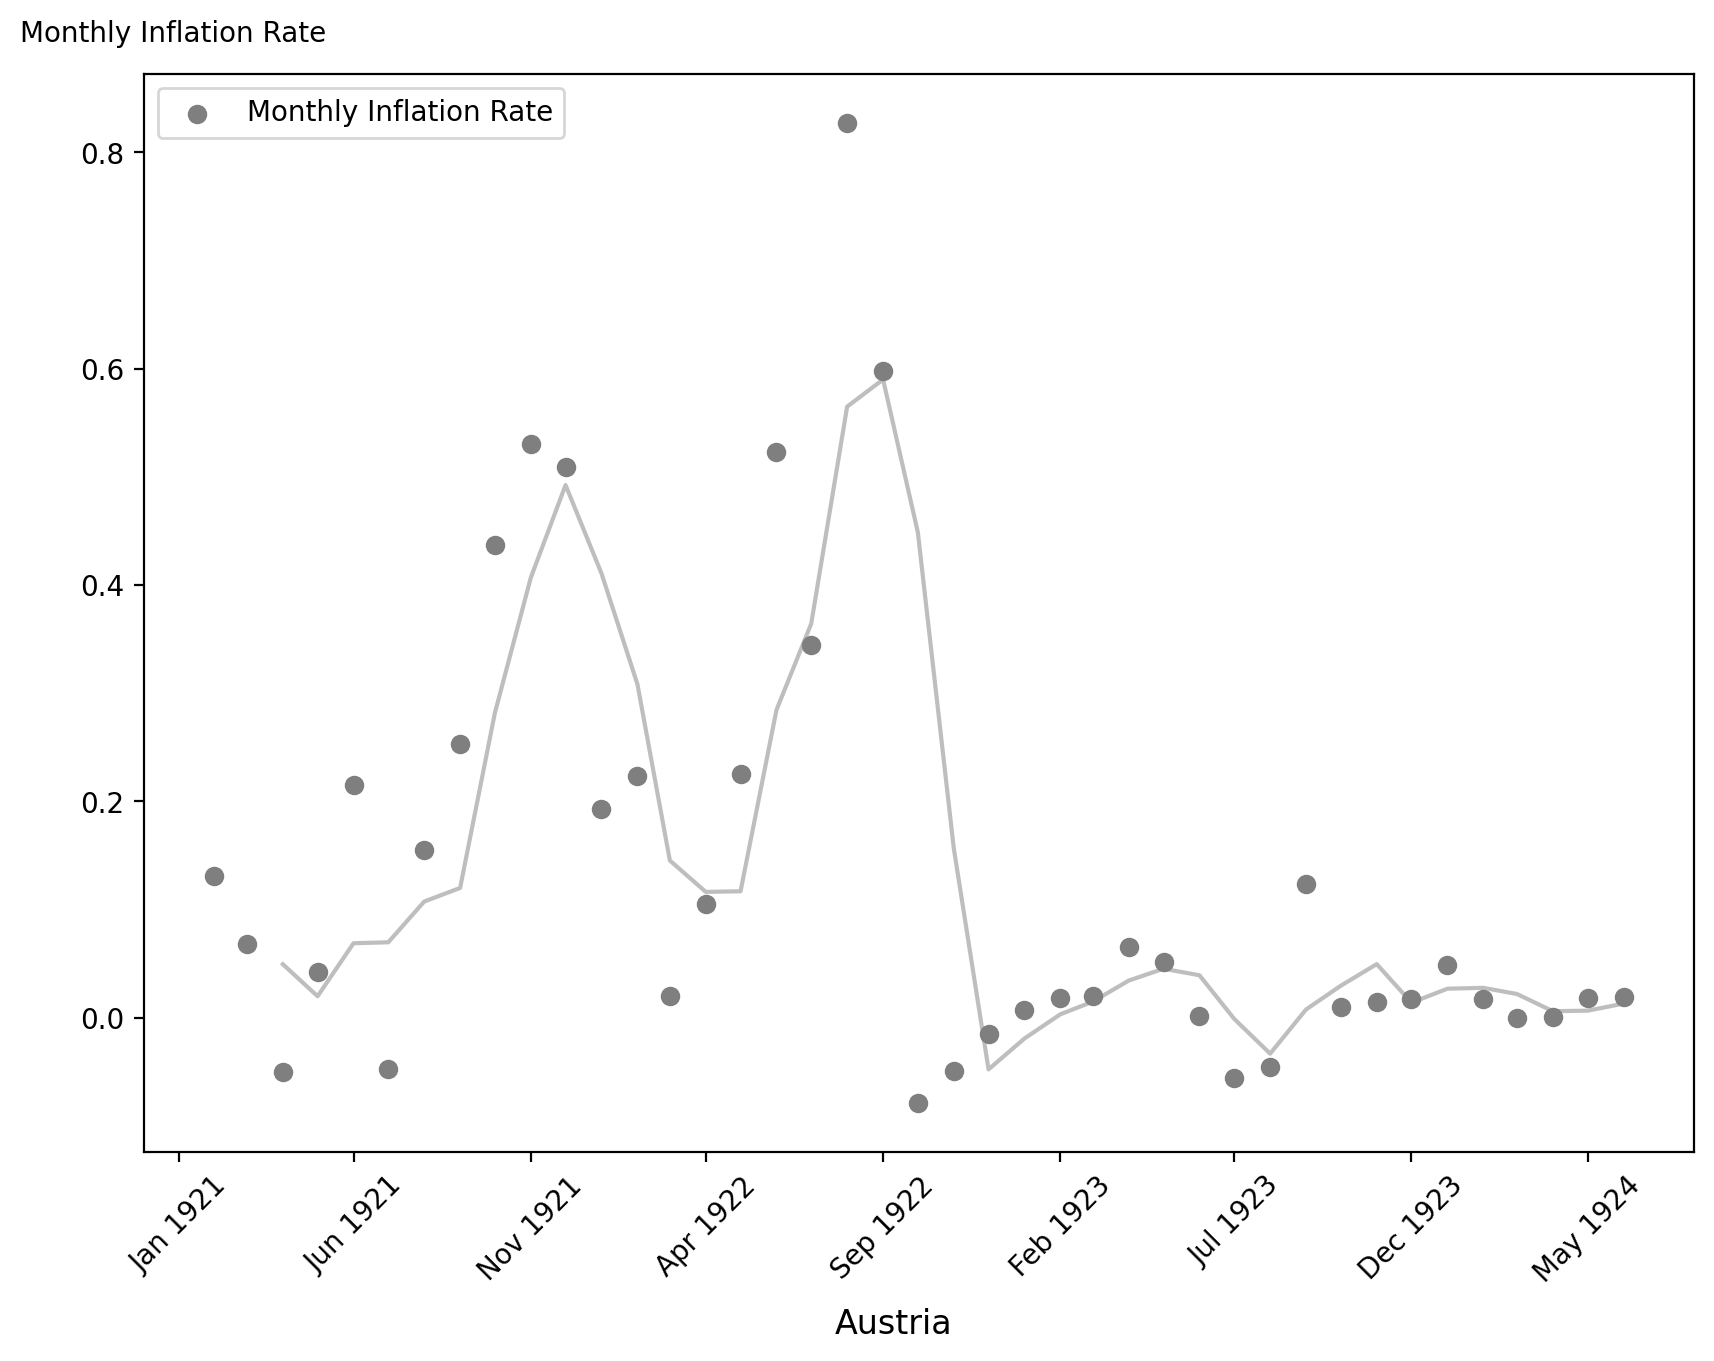 Monthly Inflation Rate
Monthly Inflation Rate
0.8
0.6
0.4
0.2
0.0
Jan 1921
Jun 1921
Nov 1921
Apr 1922
Sep 1922
Feb 1923
Jul 1923
Dec 1923
May 1924
Austria